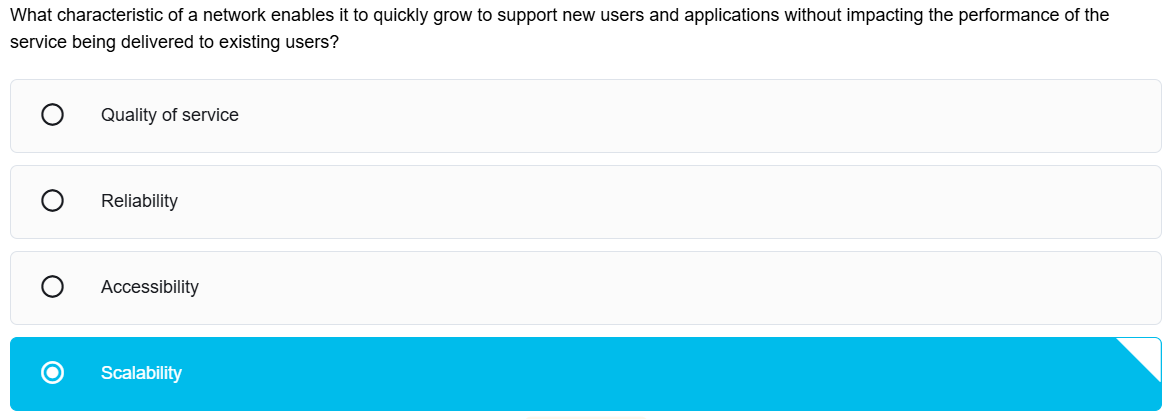 What characteristic of a network enables it to quickly grow to support new users and applications without impacting the performance of the
service being delivered to existing users?
Quality of service
Reliability
Accessibility
Scalability